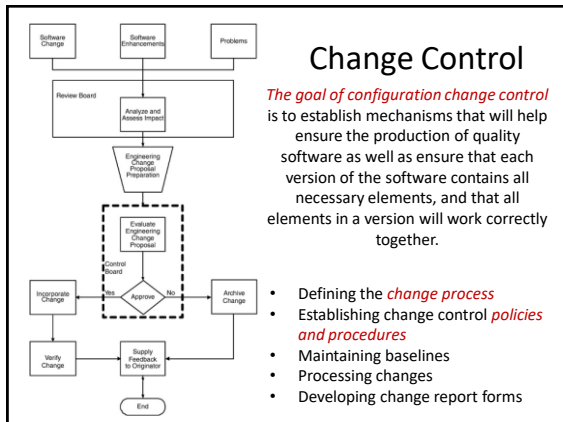 Software
Change
Software
Enhancements
Problems
Review Board
Analyze and
Assess Impact
Engineering
Change
Proposal
Preparation
Evaluate
Engineering
Change
Proposal
Control
Board
Yes
Approve
No
Incorporate
Change
Archive
Change
Verify
Change
Supply
Feedback
to Originator
End
Change Control
The goal of configuration change control
is to establish mechanisms that will help
ensure the production of quality
software as well as ensure that each
version of the software contains all
necessary elements, and that all
elements in a version will work correctly
together.
• Defining the change process
• Establishing change control policies
and procedures
• Maintaining baselines
• Processing changes
• Developing change report forms